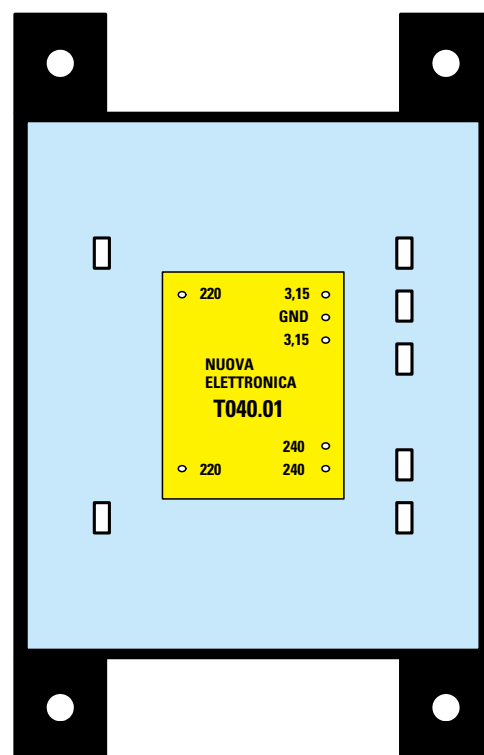 220 3,15
GND
3,15
NUOVA
ELETTRONICA
T040.01
240
220 240